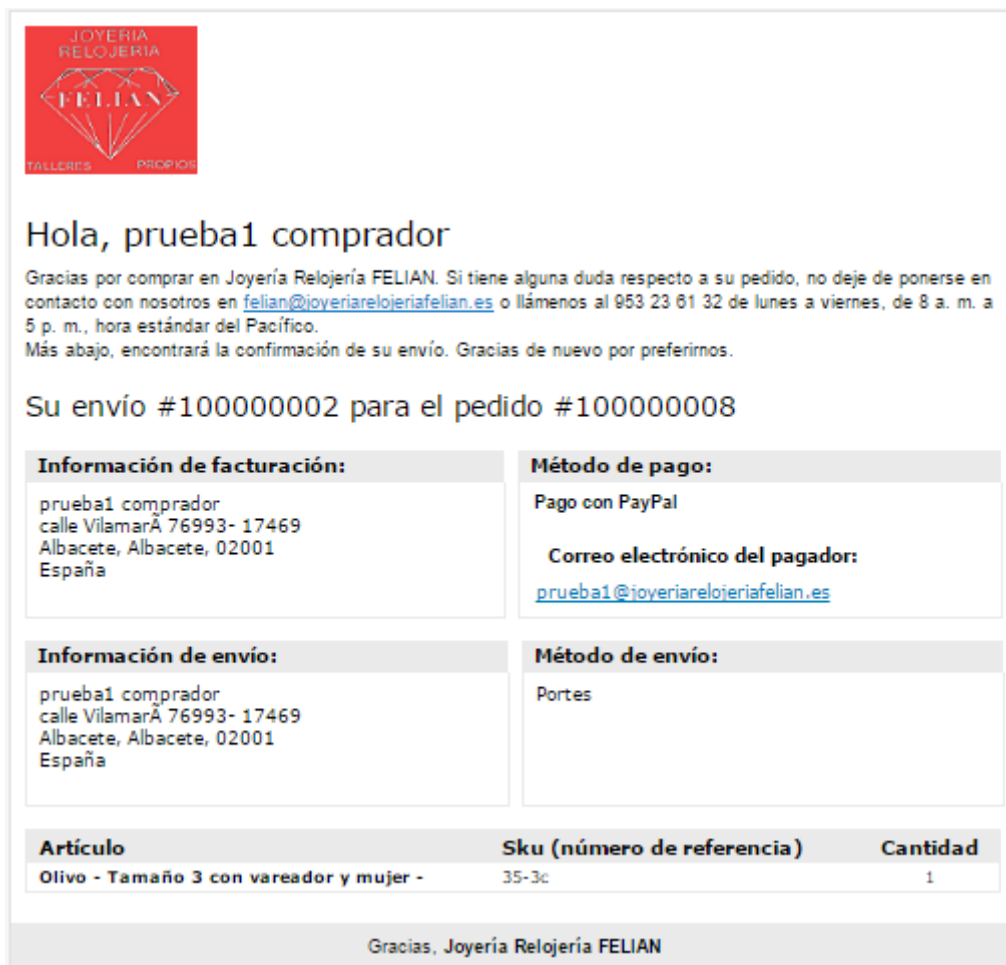 JOYERIA
RELOJERIA
FELIAN
TALLERES PROPIOS
Hola, prueba1 comprador
Gracias por comprar en Joyería Relojería FELIAN. Si tiene alguna duda respecto a su pedido, no deje de ponerse en
contacto con nosotros en felian@joyeriarelojeriafelian.es o llámenos al 953 23 61 32 de lunes a viernes, de 8 a. m. a
5 p. m., hora estándar del Pacífico.
Más abajo, encontrará la confirmación de su envío. Gracias de nuevo por preferirnos.
Su envío #100000002 para el pedido #100000008
Información de facturación:
prueba1 comprador
calle VilamarÃ 76993- 17469
Albacete, Albacete, 02001
España
Método de pago:
Pago con PayPal
Correo electrónico del pagador:
prueba1@joyeriarelojeriafelian.es
Información de envío:
prueba1 comprador
calle VilamarÃ 76993- 17469
Albacete, Albacete, 02001
España
Método de envío:
Portes
Artículo Sku (número de referencia) Cantidad
Olivo - Tamaño 3 con vareador y mujer - 35-3c 1
Gracias, Joyería Relojería FELIAN